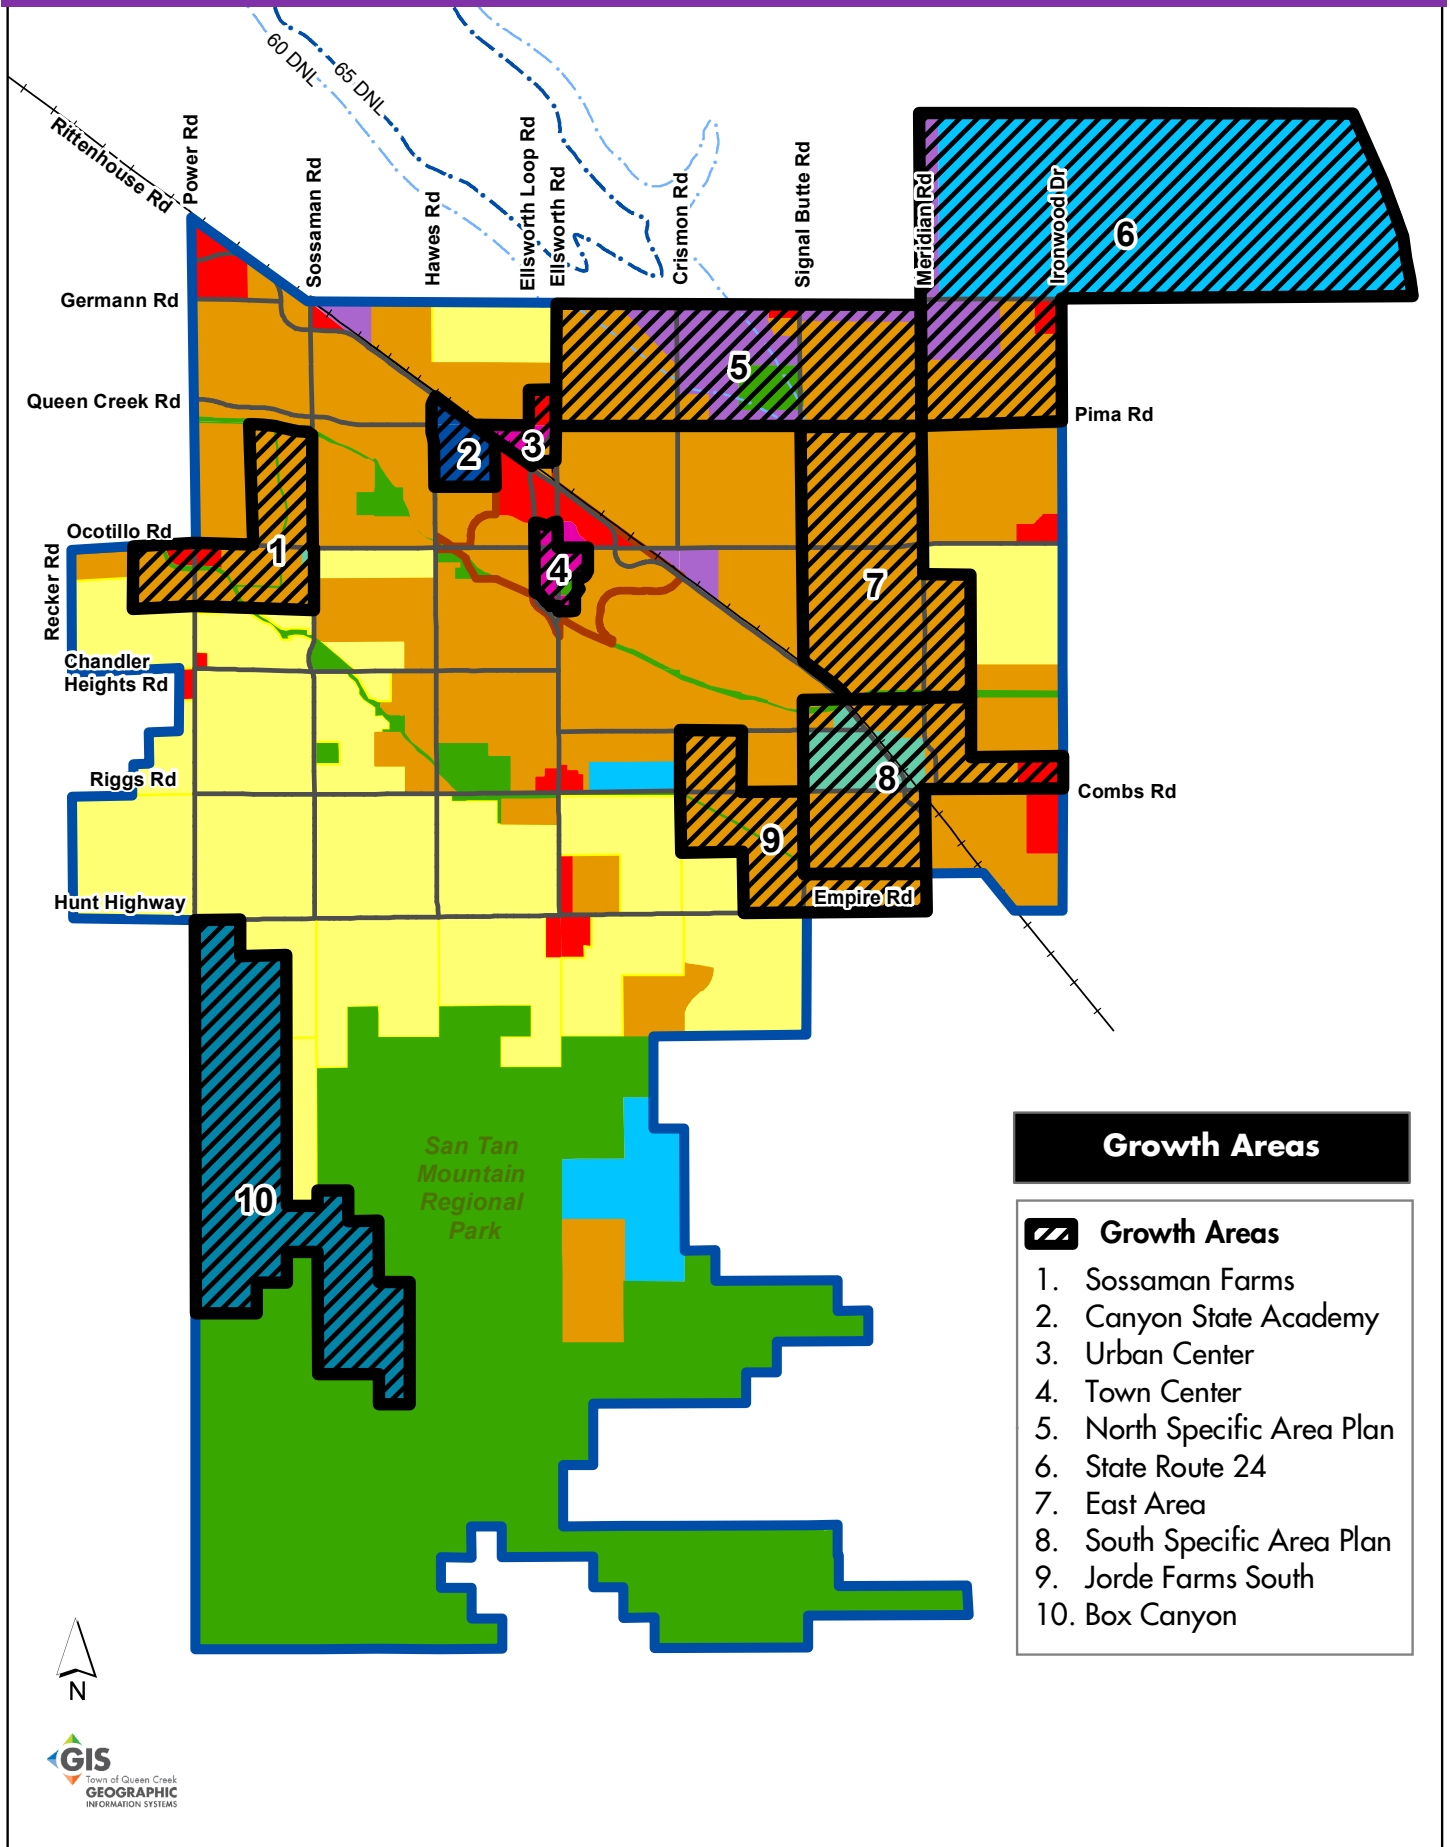 60 DNL
65 DNL
Rittenhouse Rd
Power Rd
Sossaman Rd
Hawes Rd
Ellsworth Loop Rd
Ellsworth Rd
Crismon Rd
Signal Butte Rd
Meridian Rd
Ironwood Dr
6
Germann Rd
5
Queen Creek Rd
Pima Rd
2
3
Ocotillo Rd
1
Recker Rd
4
7
Chandler
Heights Rd
Riggs Rd
8
Combs Rd
9
Hunt Highway
Empire Rd
San Tan
Mountain
Regional
Park
10
Growth Areas
Growth Areas
1. Sossaman Farms
2. Canyon State Academy
3. Urban Center
4. Town Center
5. North Specific Area Plan
6. State Route 24
7. East Area
8. South Specific Area Plan
9. Jorde Farms South
10. Box Canyon
N
GIS
Town of Queen Creek
GEOGRAPHIC
INFORMATION SYSTEMS